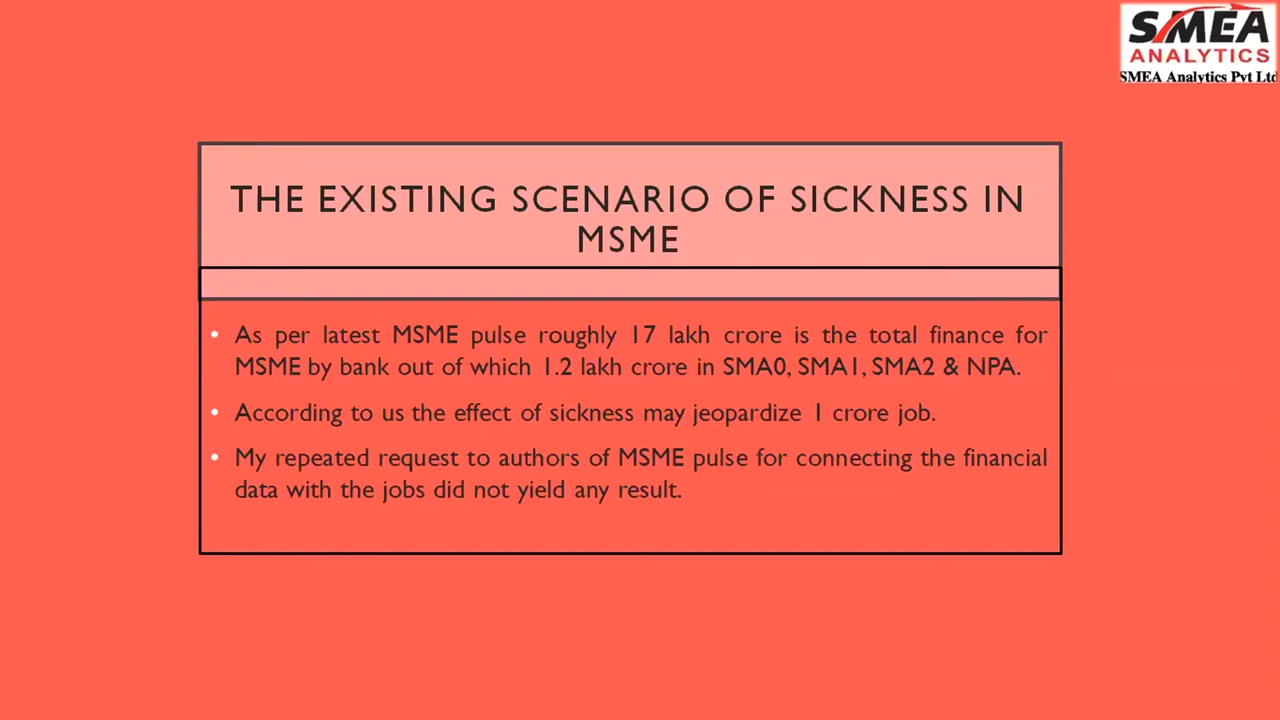 SMEA
ANALYTICS
SMEA Analytics Pvt Ltd
THE EXISTING SCENARIO OF SICKNESS IN
MSME
• As per latest MSME pulse roughly 17 lakh crore is the total finance for
MSME by bank out of which 1.2 lakh crore in SMA0, SMA1, SMA2 & NPA.
• According to us the effect of sickness may jeopardize 1 crore job.
• My repeated request to authors of MSME pulse for connecting the financial
data with the jobs did not yield any result.